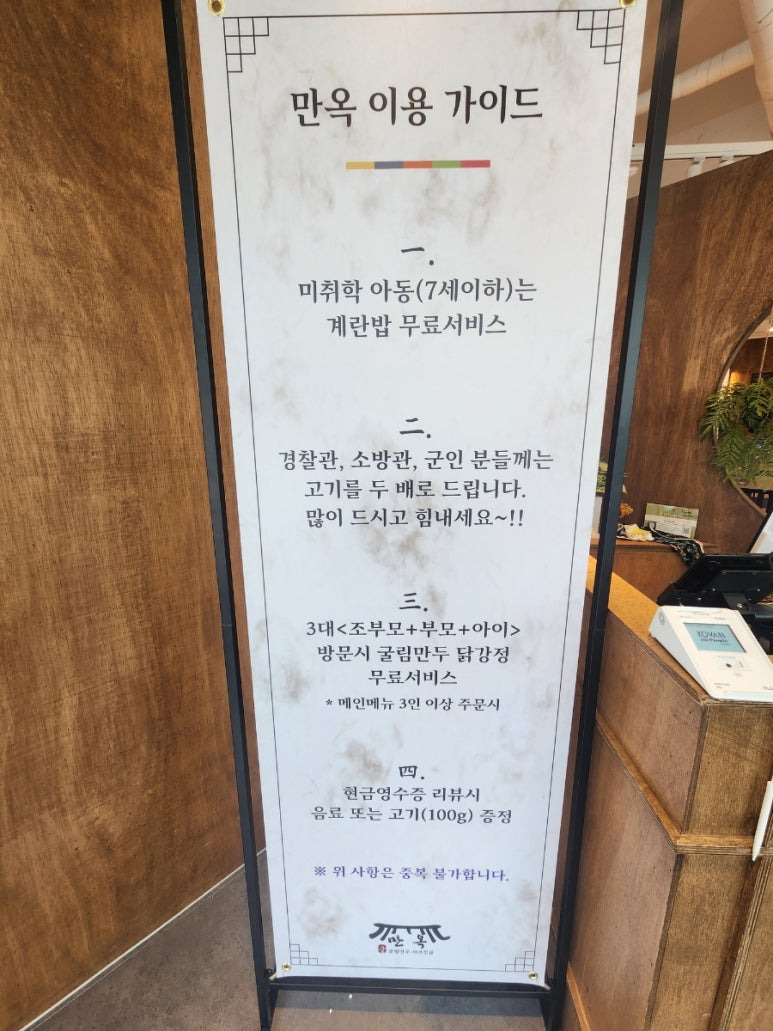 만옥 이용 가이드
一.
미취학 아동(7세이하)는
계란밥 무료서비스
二.
경찰관, 소방관, 군인 분들께는
고기를 두 배로 드립니다.
많이 드시고 힘내세요~!!
三.
3대<조부모+부모+아이>
방문시 굴림만두 닭강정
무료서비스
* 메인메뉴 3인 이상 주문시
四.
현금영수증 리뷰시
음료 또는 고기(100g) 증정
※ 위 사항은 중복 불가합니다.
만옥
KOVAN